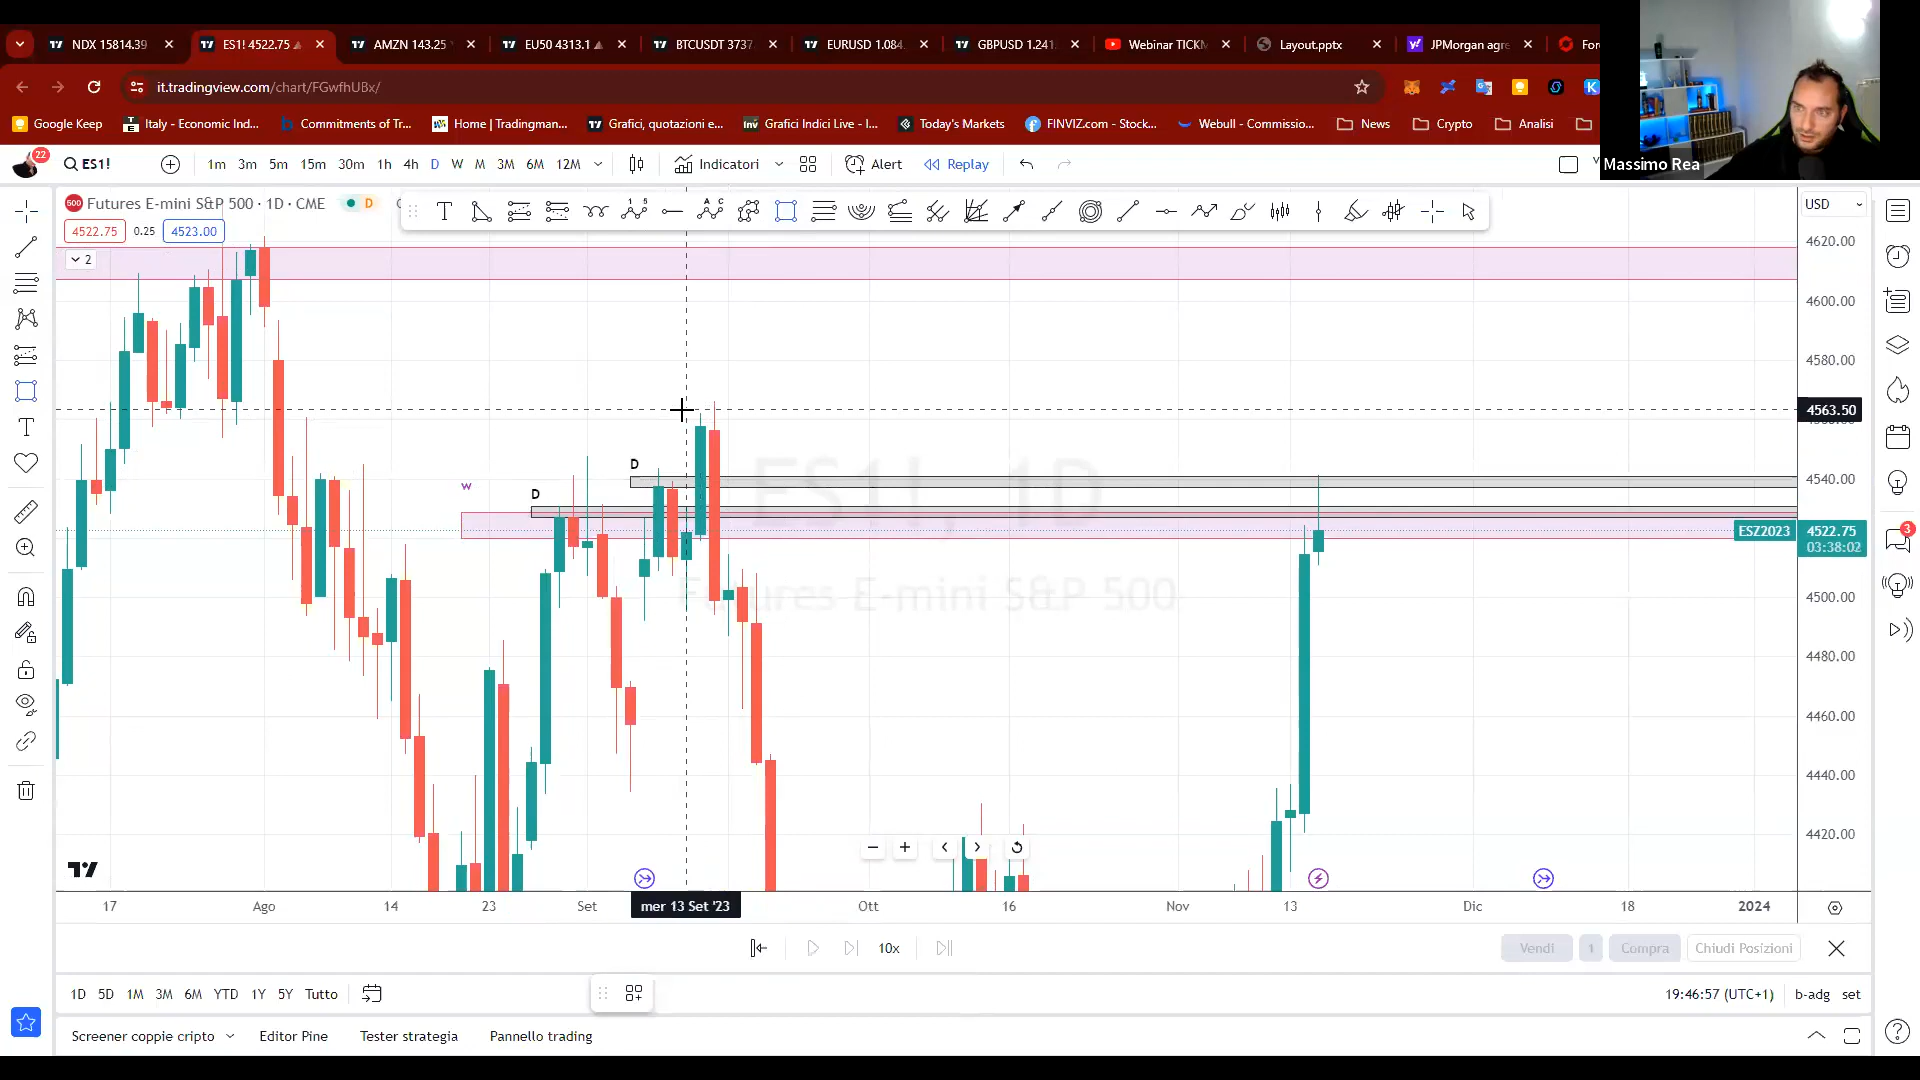 NDX 15814.39
ES1! 4522.75
AMZN 143.25
EU50 4313.1
BTCUSDT 3737.
EURUSD 1.084.
GBPUSD 1.241.
Webinar TICKM
Layout.pptx
JPMorgan agre
For
it.tradingview.com/chart/FGwfhUBx/
Google Keep
Italy - Economic Ind...
Commitments of Tr...
Home | Tradingman...
Grafici, quotazioni e...
Grafici Indici Live - I...
Today's Markets
FINVIZ.com - Stock...
Webull - Commissio...
News
Crypto
Analisi
Massimo Rea
22
ES1!
1m 3m 5m 15m 30m 1h 4h D W M 3M 6M 12M
Indicatori
Alert
Replay
500 Futures E-mini S&P 500 · 1D · CME
D
USD
4522.75 0.25 4523.00
2
4620.00
4600.00
4580.00
4563.50
4540.00
ESZ2023 4522.75
03:38:02
4500.00
4480.00
4460.00
4440.00
4420.00
D
W
D
ES1!, 1D
Futures E-mini S&P 500
3
17 Ago 14 23 Set mer 13 Set '23 Ott 16 Nov 13 Dic 18 2024
10x
Vendi 1 Compra Chiudi Posizioni
1D 5D 1M 3M 6M YTD 1Y 5Y Tutto
19:46:57 (UTC+1) b-adg set
Screener coppie cripto Editor Pine Tester strategia Pannello trading